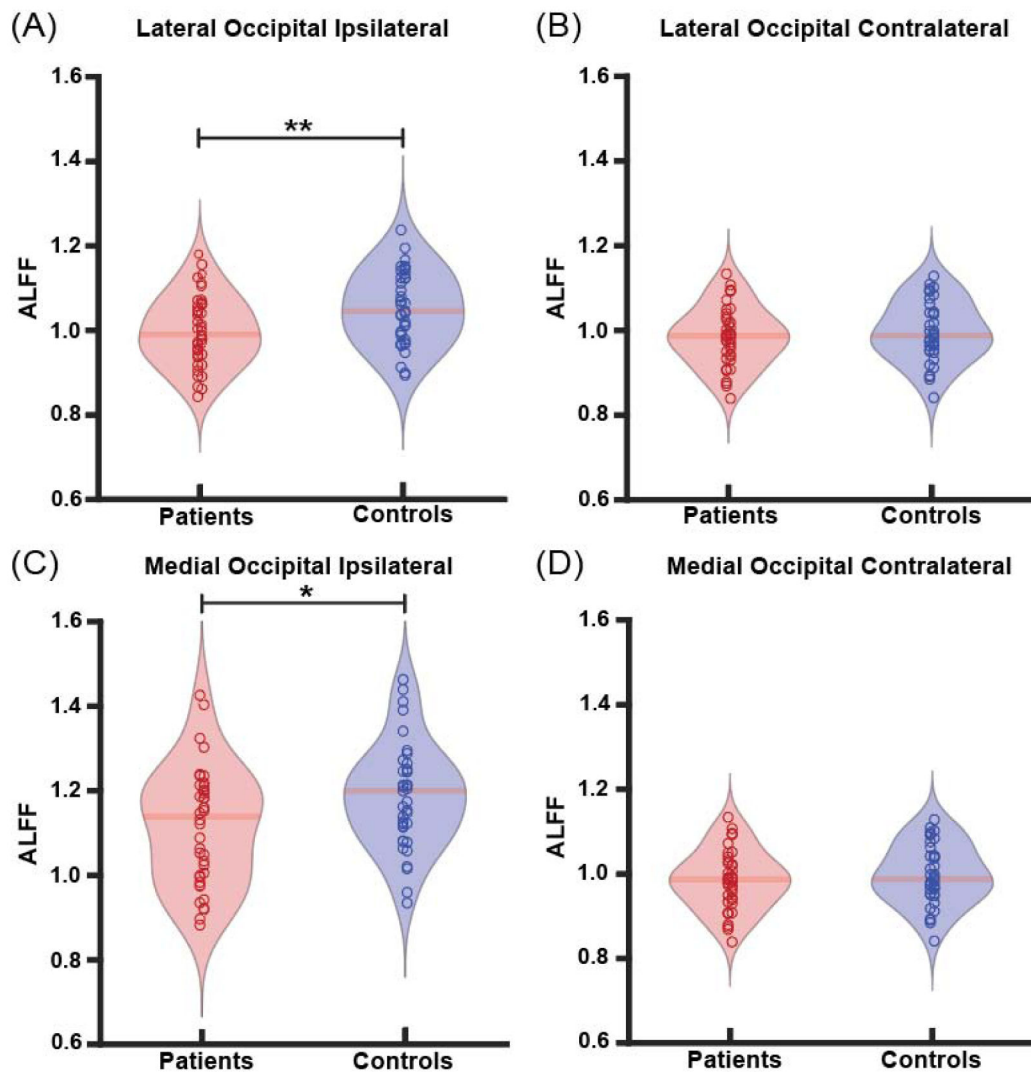 (A) Lateral Occipital Ipsilateral
1.6
1.4
1.2
1.0
0.8
0.6
ALFF
**
Patients Controls
(B) Lateral Occipital Contralateral
1.6
1.4
1.2
1.0
0.8
0.6
ALFF
Patients Controls
(C) Medial Occipital Ipsilateral
1.6
1.4
1.2
1.0
0.8
0.6
ALFF
*
Patients Controls
(D) Medial Occipital Contralateral
1.6
1.4
1.2
1.0
0.8
0.6
ALFF
Patients Controls